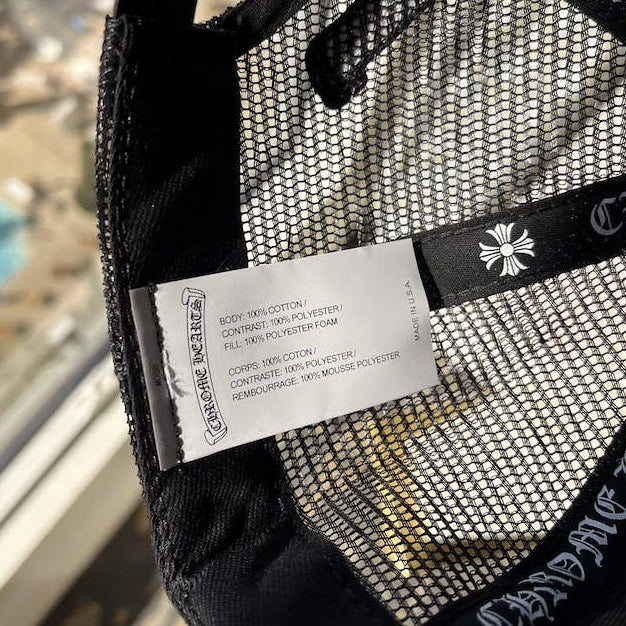 CHROME HEARTS
BODY: 100% COTTON /
CONTRAST: 100% POLYESTER /
FILL: 100% POLYESTER FOAM
CORPS: 100% COTON /
CONTRASTE: 100% POLYESTER /
REMBOURRAGE: 100% MOUSSE POLYESTER
MADE IN U.S.A.
CHROME